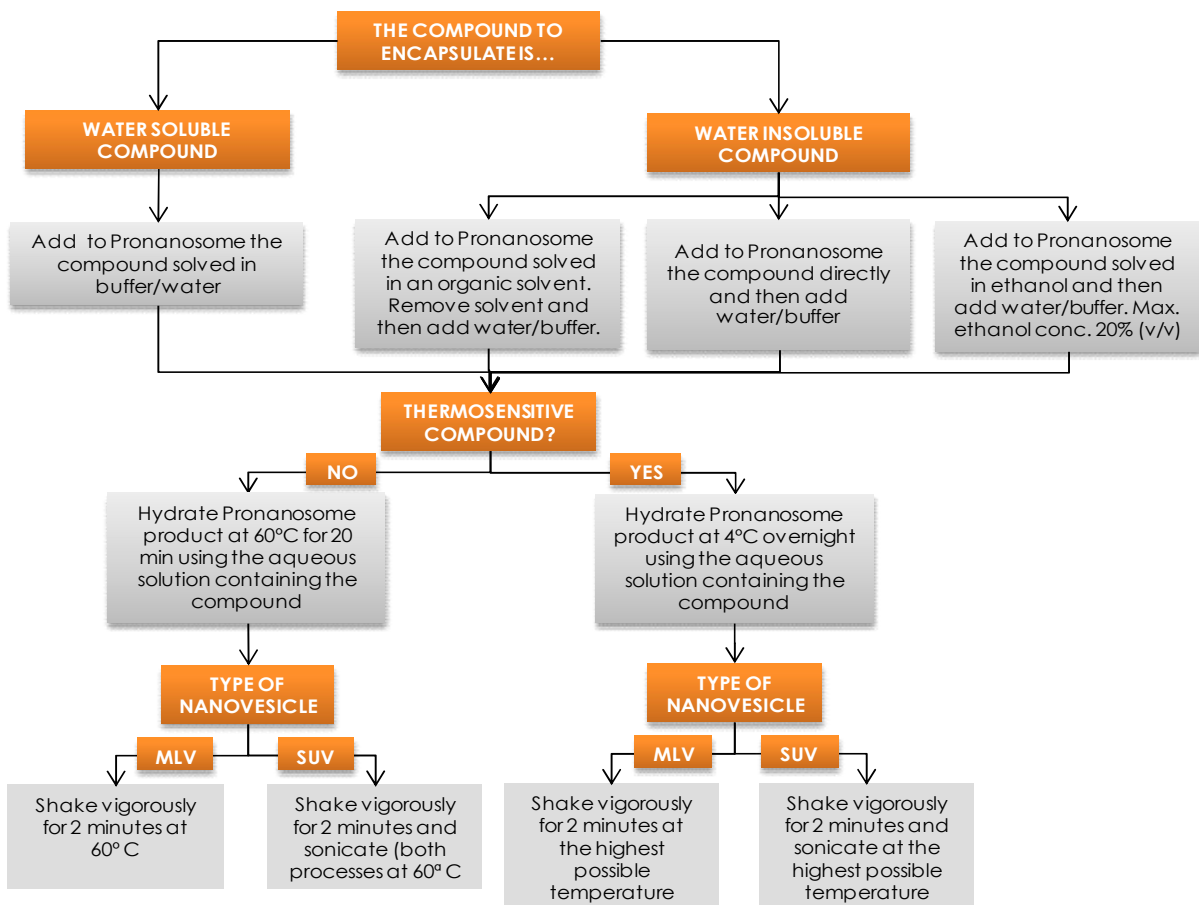 THE COMPOUND TO
ENCAPSULATE IS…
WATER SOLUBLE
COMPOUND
WATER INSOLUBLE
COMPOUND
Add to Pronanosome the
compound solved in
buffer/water
Add to Pronanosome
the compound solved
in an organic solvent.
Remove solvent and
then add water/buffer.
Add to Pronanosome
the compound directly
and then add
water/buffer
Add to Pronanosome
the compound solved
in ethanol and then
add water/buffer. Max.
ethanol conc. 20% (v/v)
THERMOSENSITIVE
COMPOUND?
NO
YES
Hydrate Pronanosome
product at 60ºC for 20
min using the aqueous
solution containing the
compound
Hydrate Pronanosome
product at 4ºC overnight
using the aqueous
solution containing the
compound
TYPE OF
NANOVESICLE
TYPE OF
NANOVESICLE
MLV
SUV
MLV
SUV
Shake vigorously
for 2 minutes at
60º C
Shake vigorously
for 2 minutes and
sonicate (both
processes at 60ª C
Shake vigorously
for 2 minutes at
the highest
possible
temperature
Shake vigorously
for 2 minutes and
sonicate at the
highest possible
temperature